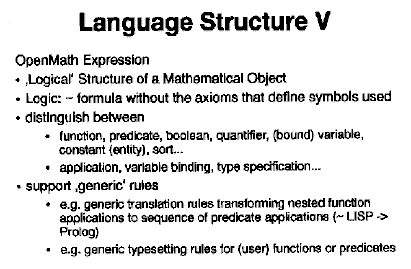 Language Structure V
OpenMath Expression
• ‚Logical' Structure of a Mathematical Object
• Logic: ~ formula without the axioms that define symbols used
• distinguish between
• function, predicate, boolean, quantifier, (bound) variable,
constant (entity), sort...
• application, variable binding, type specification...
• support ‚generic' rules
• e.g. generic translation rules transforming nested function
applications to sequence of predicate applications (~ LISP ->
Prolog)
• e.g. generic typesetting rules for (user) functions or predicates